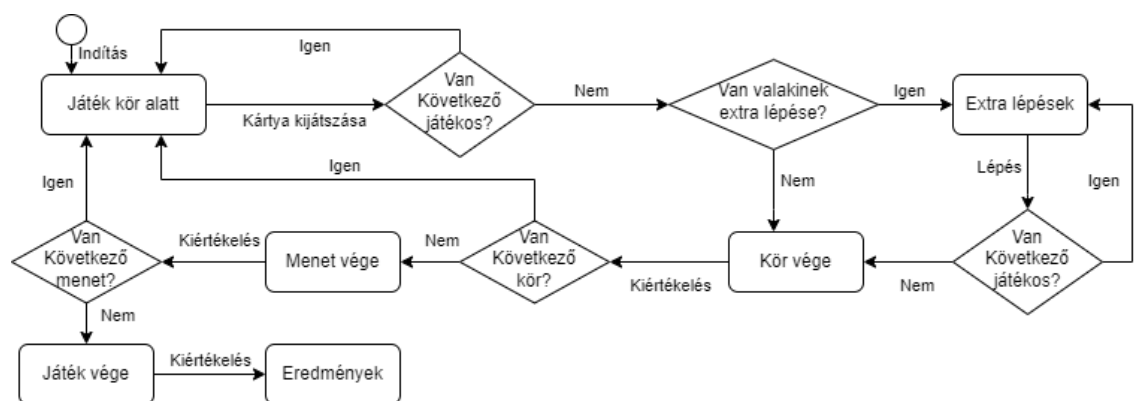 Indítás
Játék kör alatt
Kártya kijátszása
Igen
Van
Következő
játékos?
Nem
Van valakinek
extra lépése?
Igen
Extra lépések
Lépés
Igen
Van
Következő
játékos?
Nem
Nem
Kör vége
Kiértékelés
Van
Következő
kör?
Igen
Nem
Menet vége
Kiértékelés
Van
Következő
menet?
Igen
Nem
Játék vége
Kiértékelés
Eredmények